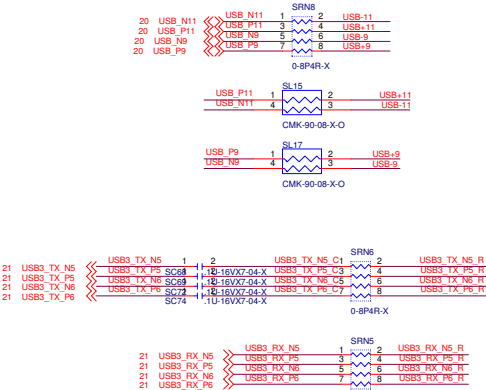 SRN8
20 USB_N11 USB_N11 1 2 USB-11
20 USB_P11 USB_P11 3 4 USB+11
20 USB_N9 USB_N9 5 6 USB-9
20 USB_P9 USB_P9 7 8 USB+9
0-8P4R-X
SL15
USB_P11 1 2 USB+11
USB_N11 4 3 USB-11
CMK-90-08-X-O
SL17
USB_P9 1 2 USB+9
USB_N9 4 3 USB-9
CMK-90-08-X-O
SRN6
21 USB3_TX_N5 USB3_TX_N5 1 2 USB3_TX_N5_C 1 2 USB3_TX_N5_R
21 USB3_TX_P5 USB3_TX_P5 SC68 .1U-16VX7-04-X USB3_TX_P5_C 3 4 USB3_TX_P5_R
21 USB3_TX_N6 USB3_TX_N6 SC69 .1U-16VX7-04-X USB3_TX_N6_C 5 6 USB3_TX_N6_R
21 USB3_TX_P6 USB3_TX_P6 .1U-16VX7-04-X USB3_TX_P6_C 7 8 USB3_TX_P6_R
SC74 .1U-16VX7-04-X
0-8P4R-X
SRN5
21 USB3_RX_N5 USB3_RX_N5 1 2 USB3_RX_N5_R
21 USB3_RX_P5 USB3_RX_P5 3 4 USB3_RX_P5_R
21 USB3_RX_N6 USB3_RX_N6 5 6 USB3_RX_N6_R
21 USB3_RX_P6 USB3_RX_P6 7 8 USB3_RX_P6_R